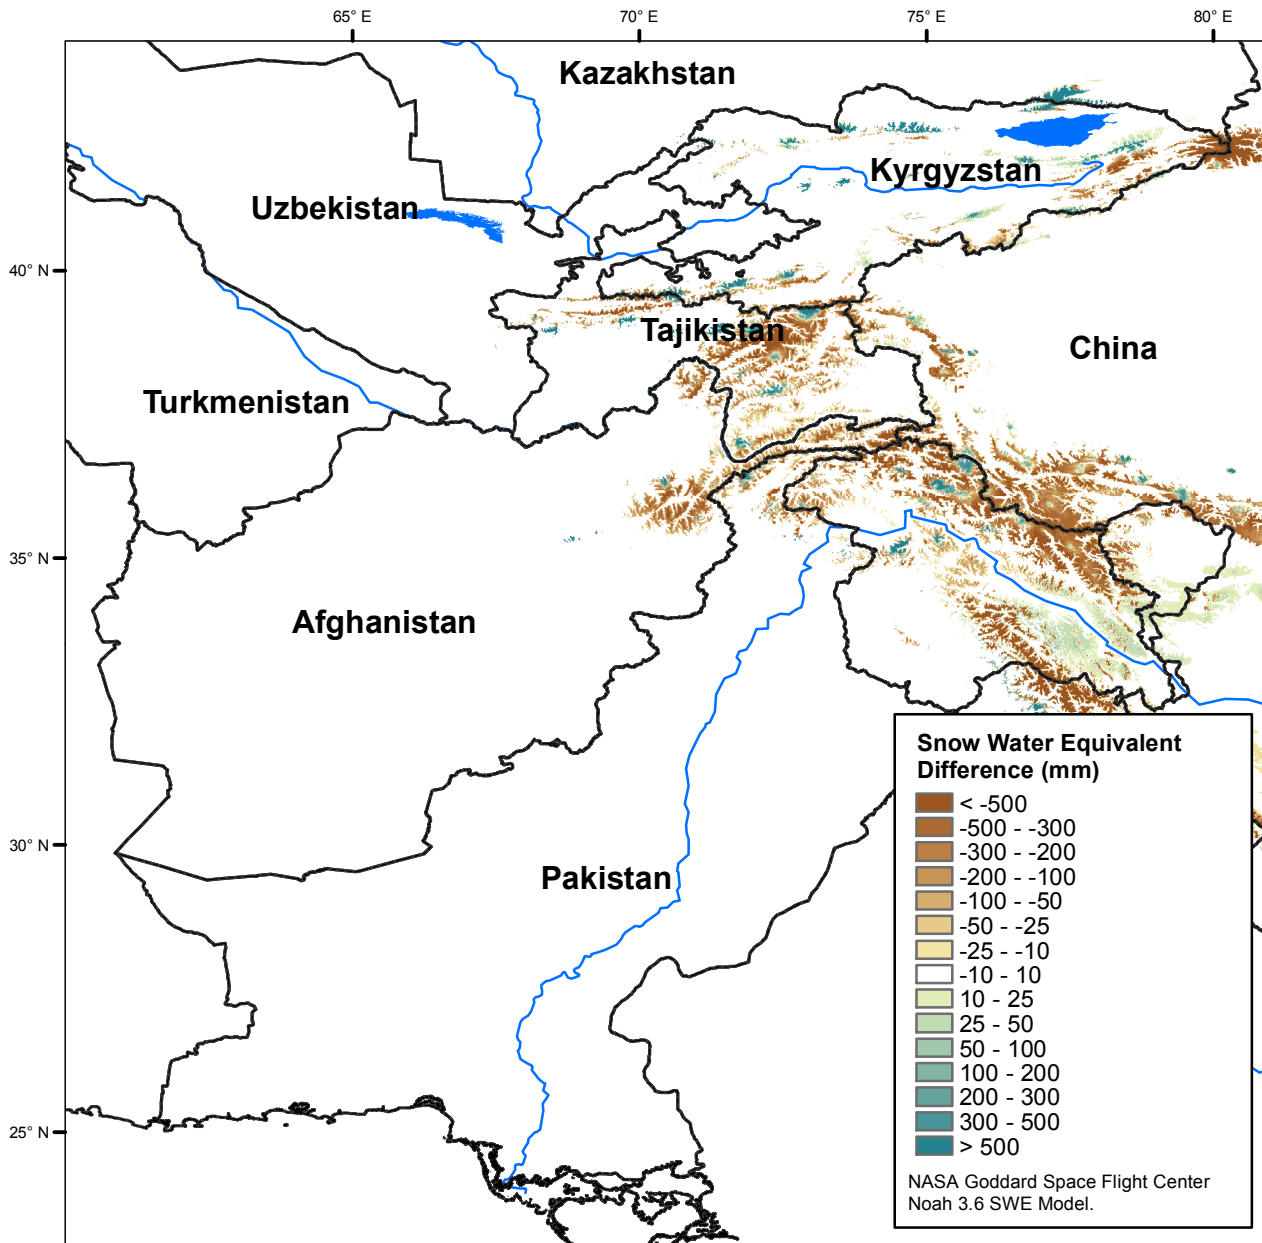 65° E
70° E
75° E
80° E
Kazakhstan
Kyrgyzstan
Uzbekistan
40° N
Tajikistan
China
Turkmenistan
35° N
Afghanistan
30° N
Pakistan
25° N
Snow Water Equivalent
Difference (mm)
< -500
-500 - -300
-300 - -200
-200 - -100
-100 - -50
-50 - -25
-25 - -10
-10 - 10
10 - 25
25 - 50
50 - 100
100 - 200
200 - 300
300 - 500
> 500
NASA Goddard Space Flight Center
Noah 3.6 SWE Model.